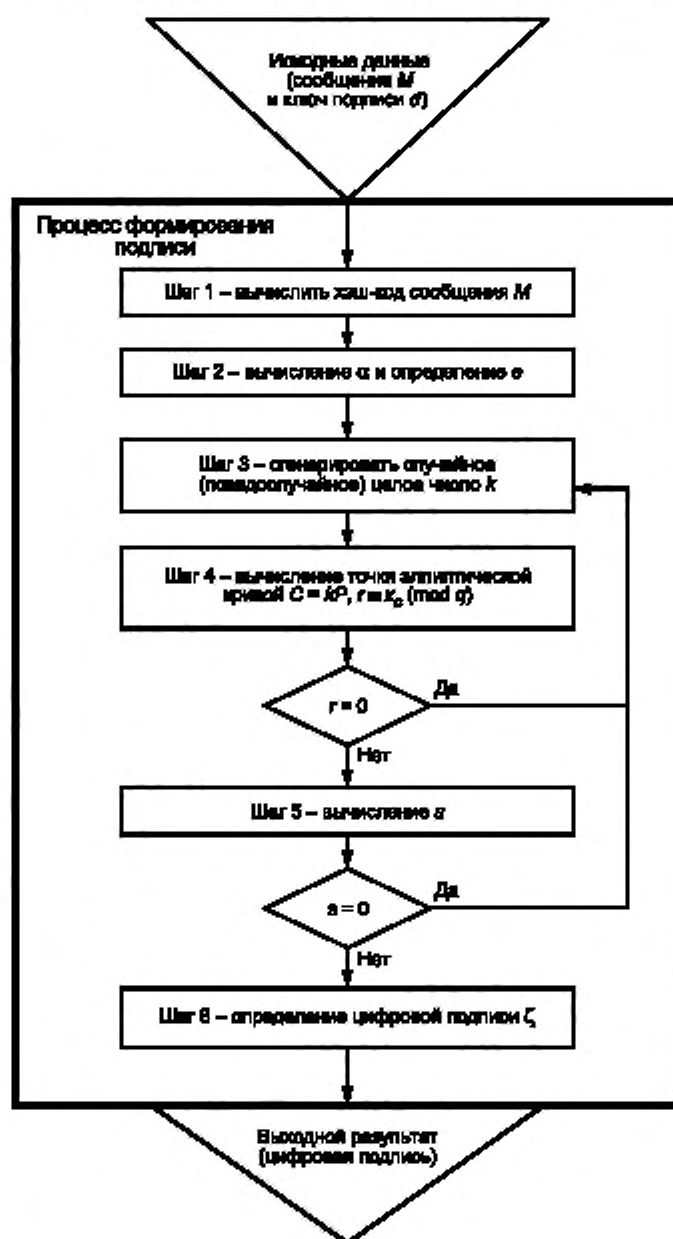 Исходные данные
(сообщения M
и ключ подписи d)
Процесс формирования
подписи
Шаг 1 – вычислить хэш-код сообщения M
Шаг 2 – вычисление α и определение e
Шаг 3 – сгенерировать случайное
(псевдослучайное) целое число k
Шаг 4 – вычисление точки эллиптической
кривой C = kP, r ≡ x_C (mod q)
r = 0
Да
Нет
Шаг 5 – вычисление s
s = 0
Да
Нет
Шаг 6 – определение цифровой подписи ζ
Выходной результат
(цифровая подпись)